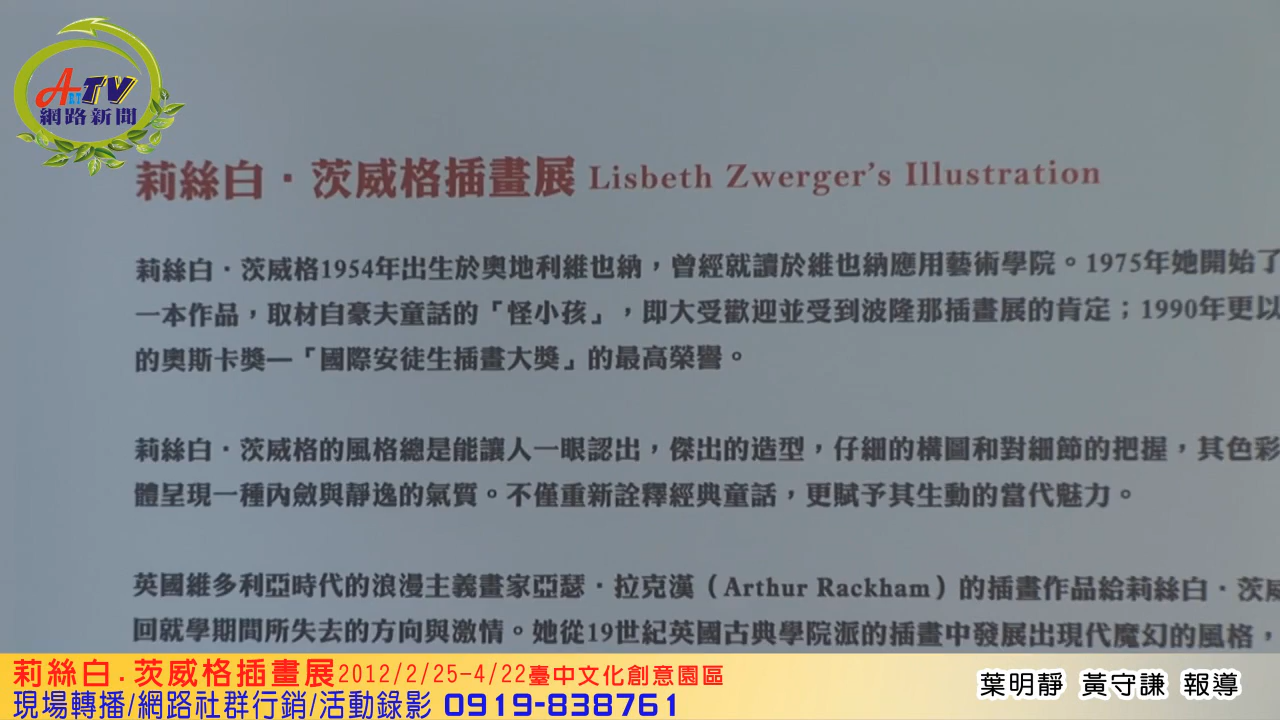 ARTTV
網路新聞
莉絲白·茨威格插畫展 Lisbeth Zwerger's Illustration
莉絲白·茨威格1954年出生於奧地利維也納，曾經就讀於維也納應用藝術學院。1975年她開始了
一本作品，取材自豪夫童話的「怪小孩」，即大受歡迎並受到波隆那插畫展的肯定；1990年更以
的奧斯卡獎—「國際安徒生插畫大獎」的最高榮譽。
莉絲白·茨威格的風格總是能讓人一眼認出，傑出的造型，仔細的構圖和對細節的把握，其色彩
體呈現一種內斂與靜逸的氣質。不僅重新詮釋經典童話，更賦予其生動的當代魅力。
英國維多利亞時代的浪漫主義畫家亞瑟·拉克漢（Arthur Rackham）的插畫作品給莉絲白·茨威
回就學期間所失去的方向與激情。她從19世紀英國古典學院派的插畫中發展出現代魔幻的風格，
莉絲白.茨威格插畫展2012/2/25-4/22臺中文化創意園區
現場轉播/網路社群行銷/活動錄影 0919-838761
葉明靜 黃守謙 報導